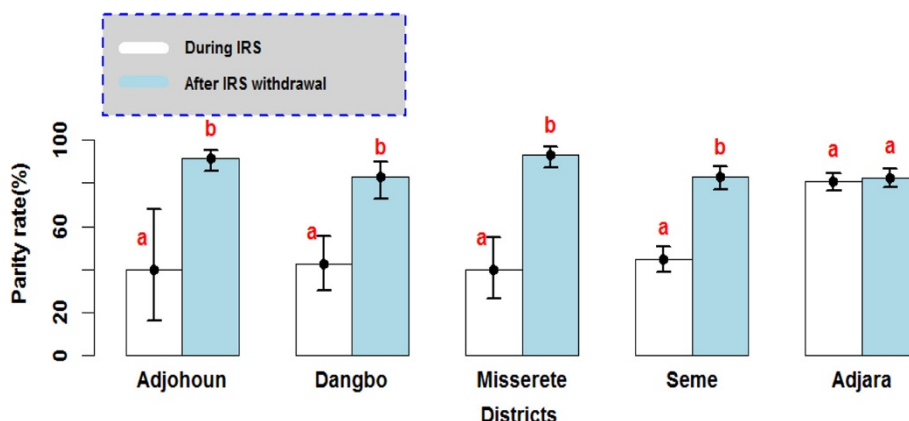 During IRS
After IRS withdrawal
Parity rate(%)
100
60
20
0
a b a b a b a b a a
Adjohoun Dangbo Misserete Seme Adjara
Districts